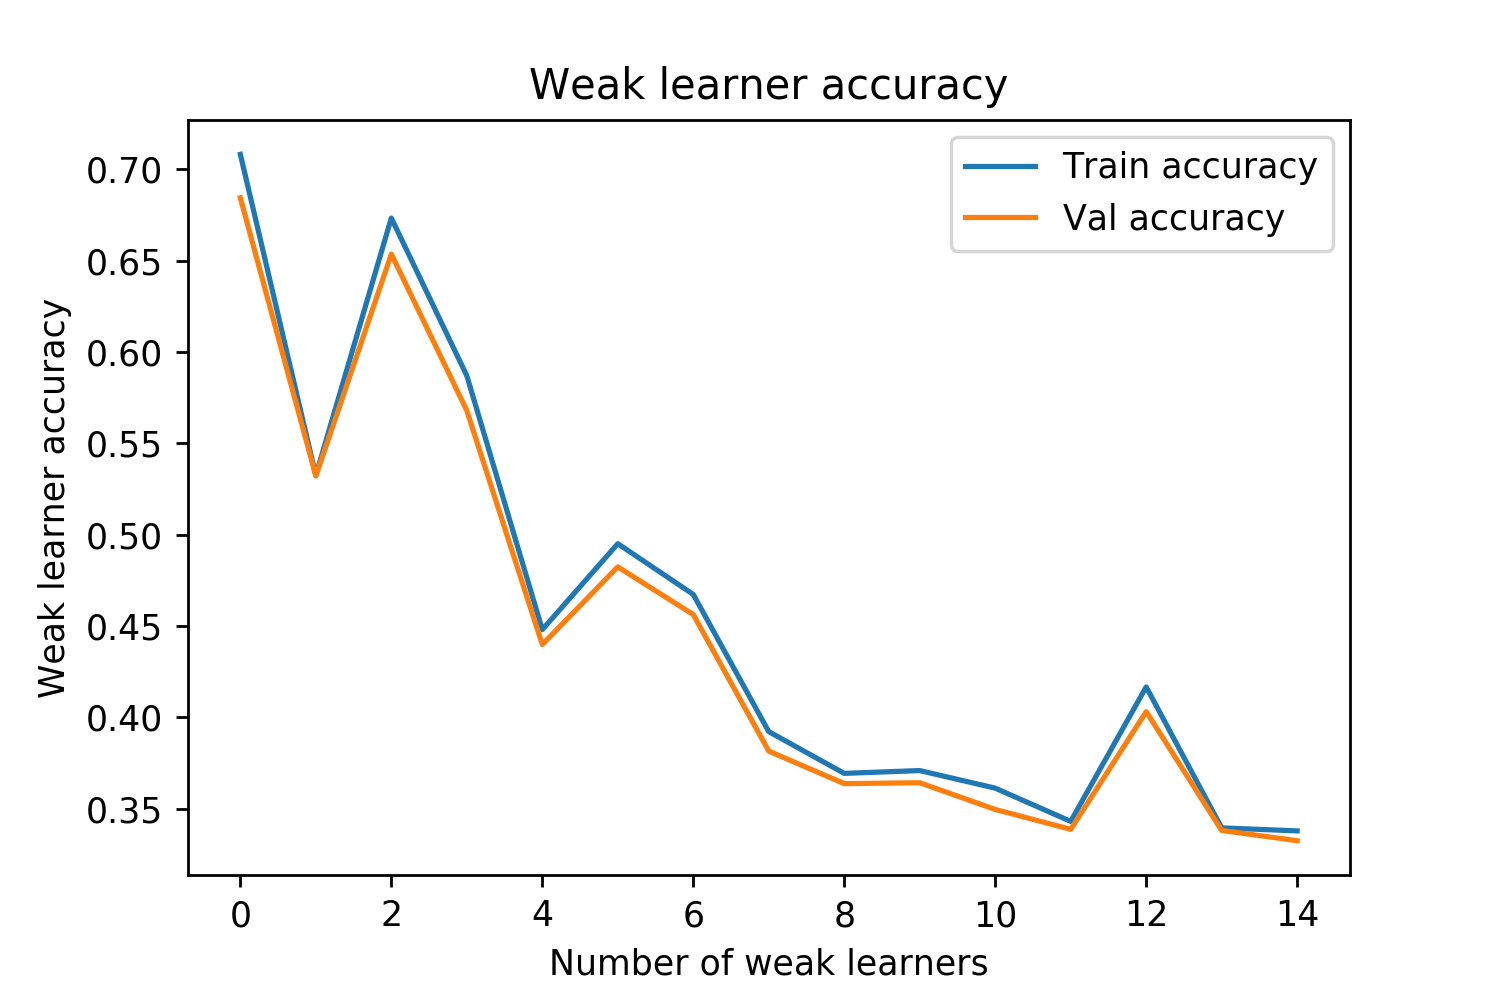 Weak learner accuracy
Train accuracy
Val accuracy
Weak learner accuracy
0.70
0.65
0.60
0.55
0.50
0.45
0.40
0.35
0 2 4 6 8 10 12 14
Number of weak learners